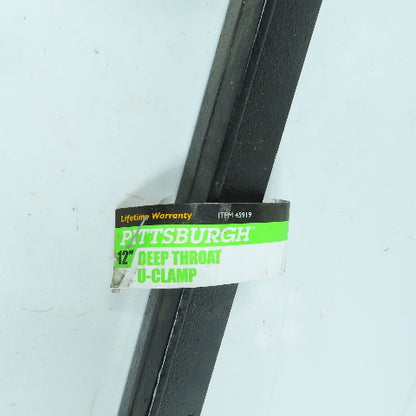 Lifetime Warranty ITEM 45919
PITTSBURGH®
12" DEEP THROAT
U-CLAMP